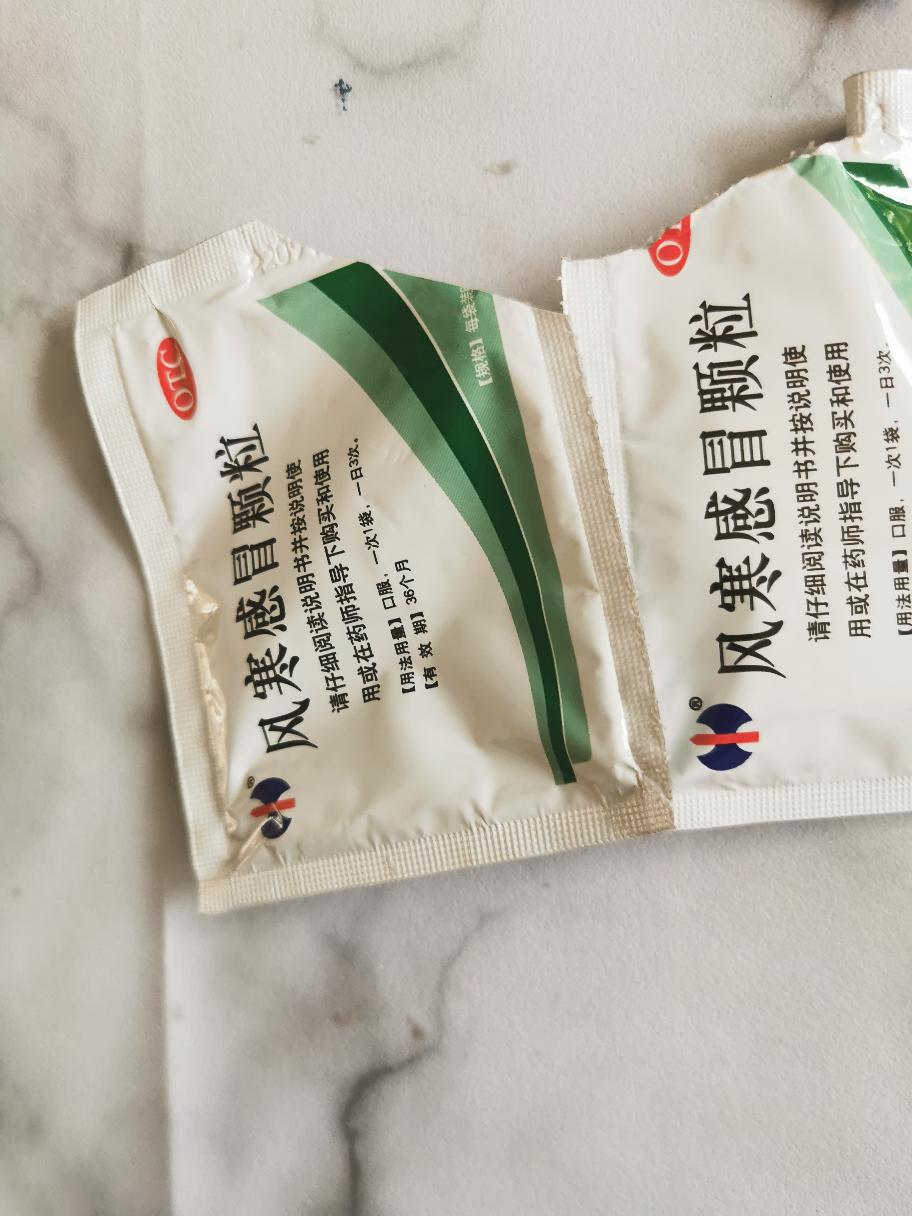 OTC
风寒感冒颗粒
®
请仔细阅读说明书并按说明使
用或在药师指导下购买和使用
【用法用量】口服，一次1袋，一日3次。
【有 效 期】36个月
【规格】每袋装
风寒感冒颗粒
®
请仔细阅读说明书并按说明使
用或在药师指导下购买和使用
【用法用量】口服，一次1袋，一日3次